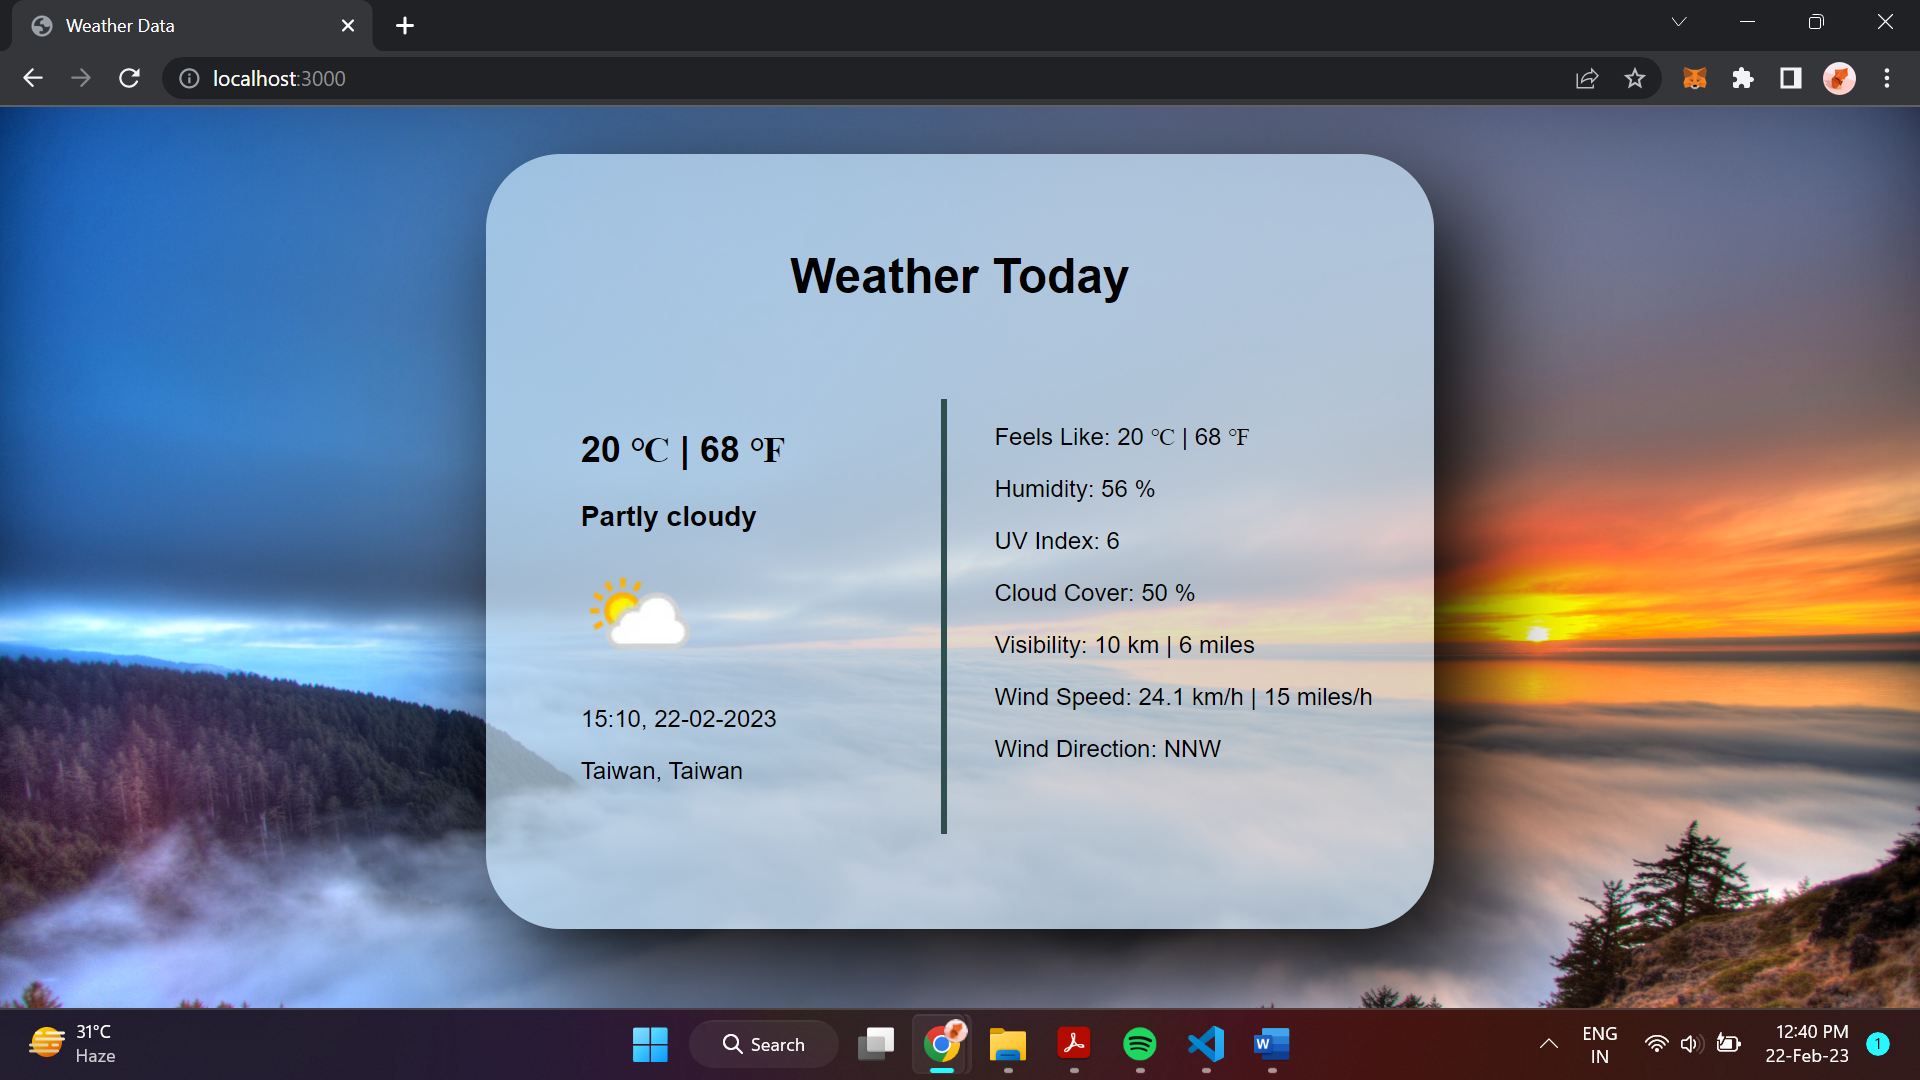 Weather Data
localhost:3000
Weather Today
20 °C | 68 °F
Partly cloudy
15:10, 22-02-2023
Taiwan, Taiwan
Feels Like: 20 °C | 68 °F
Humidity: 56 %
UV Index: 6
Cloud Cover: 50 %
Visibility: 10 km | 6 miles
Wind Speed: 24.1 km/h | 15 miles/h
Wind Direction: NNW
31°C
Haze
Search
W
ENG
IN
12:40 PM
22-Feb-23
1